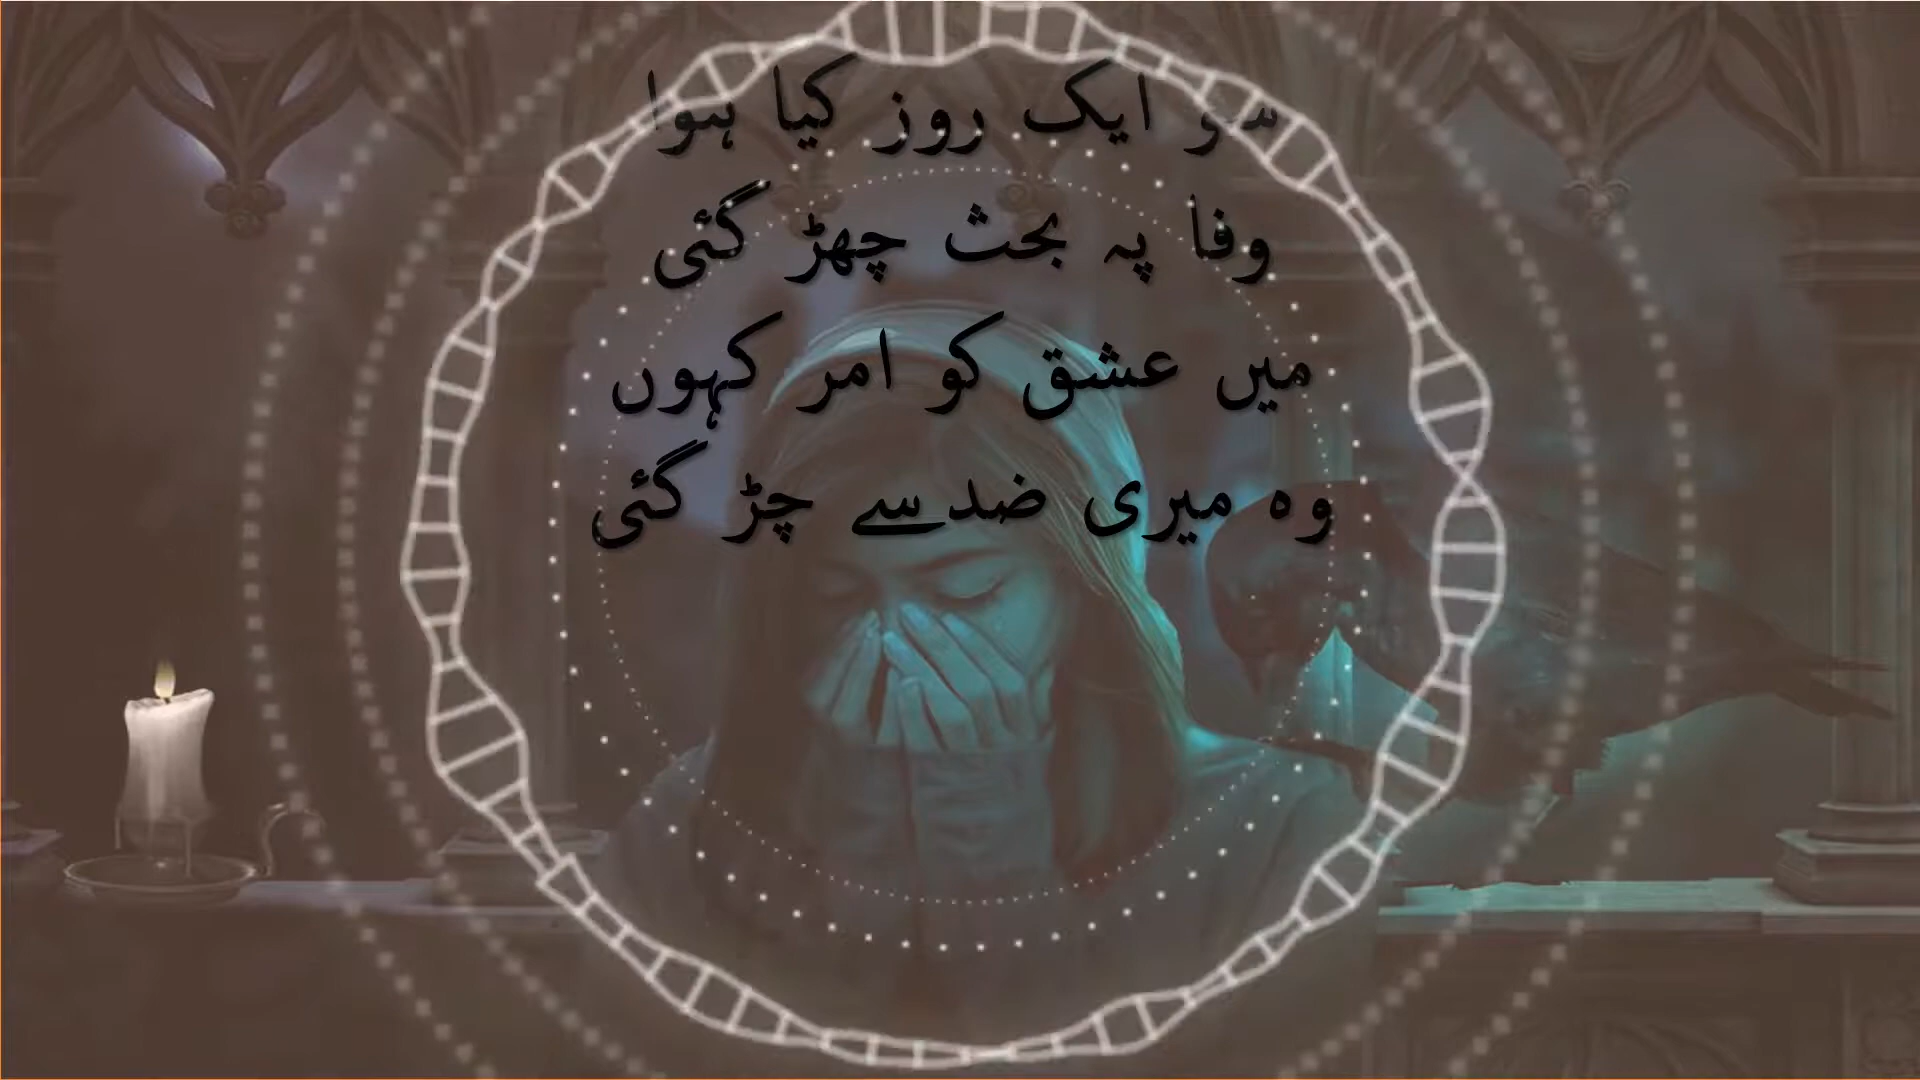 سو ایک روز کیا ہوا
وفا پہ بحث چھڑ گئی
میں عشق کو امر کہوں
وہ میری ضد سے چڑ گئی